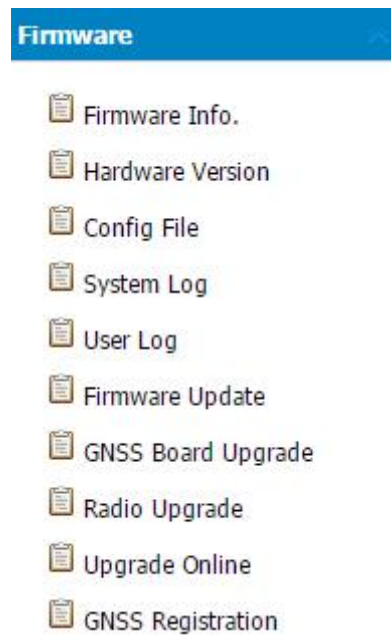 Firmware
Firmware Info.
Hardware Version
Config File
System Log
User Log
Firmware Update
GNSS Board Upgrade
Radio Upgrade
Upgrade Online
GNSS Registration